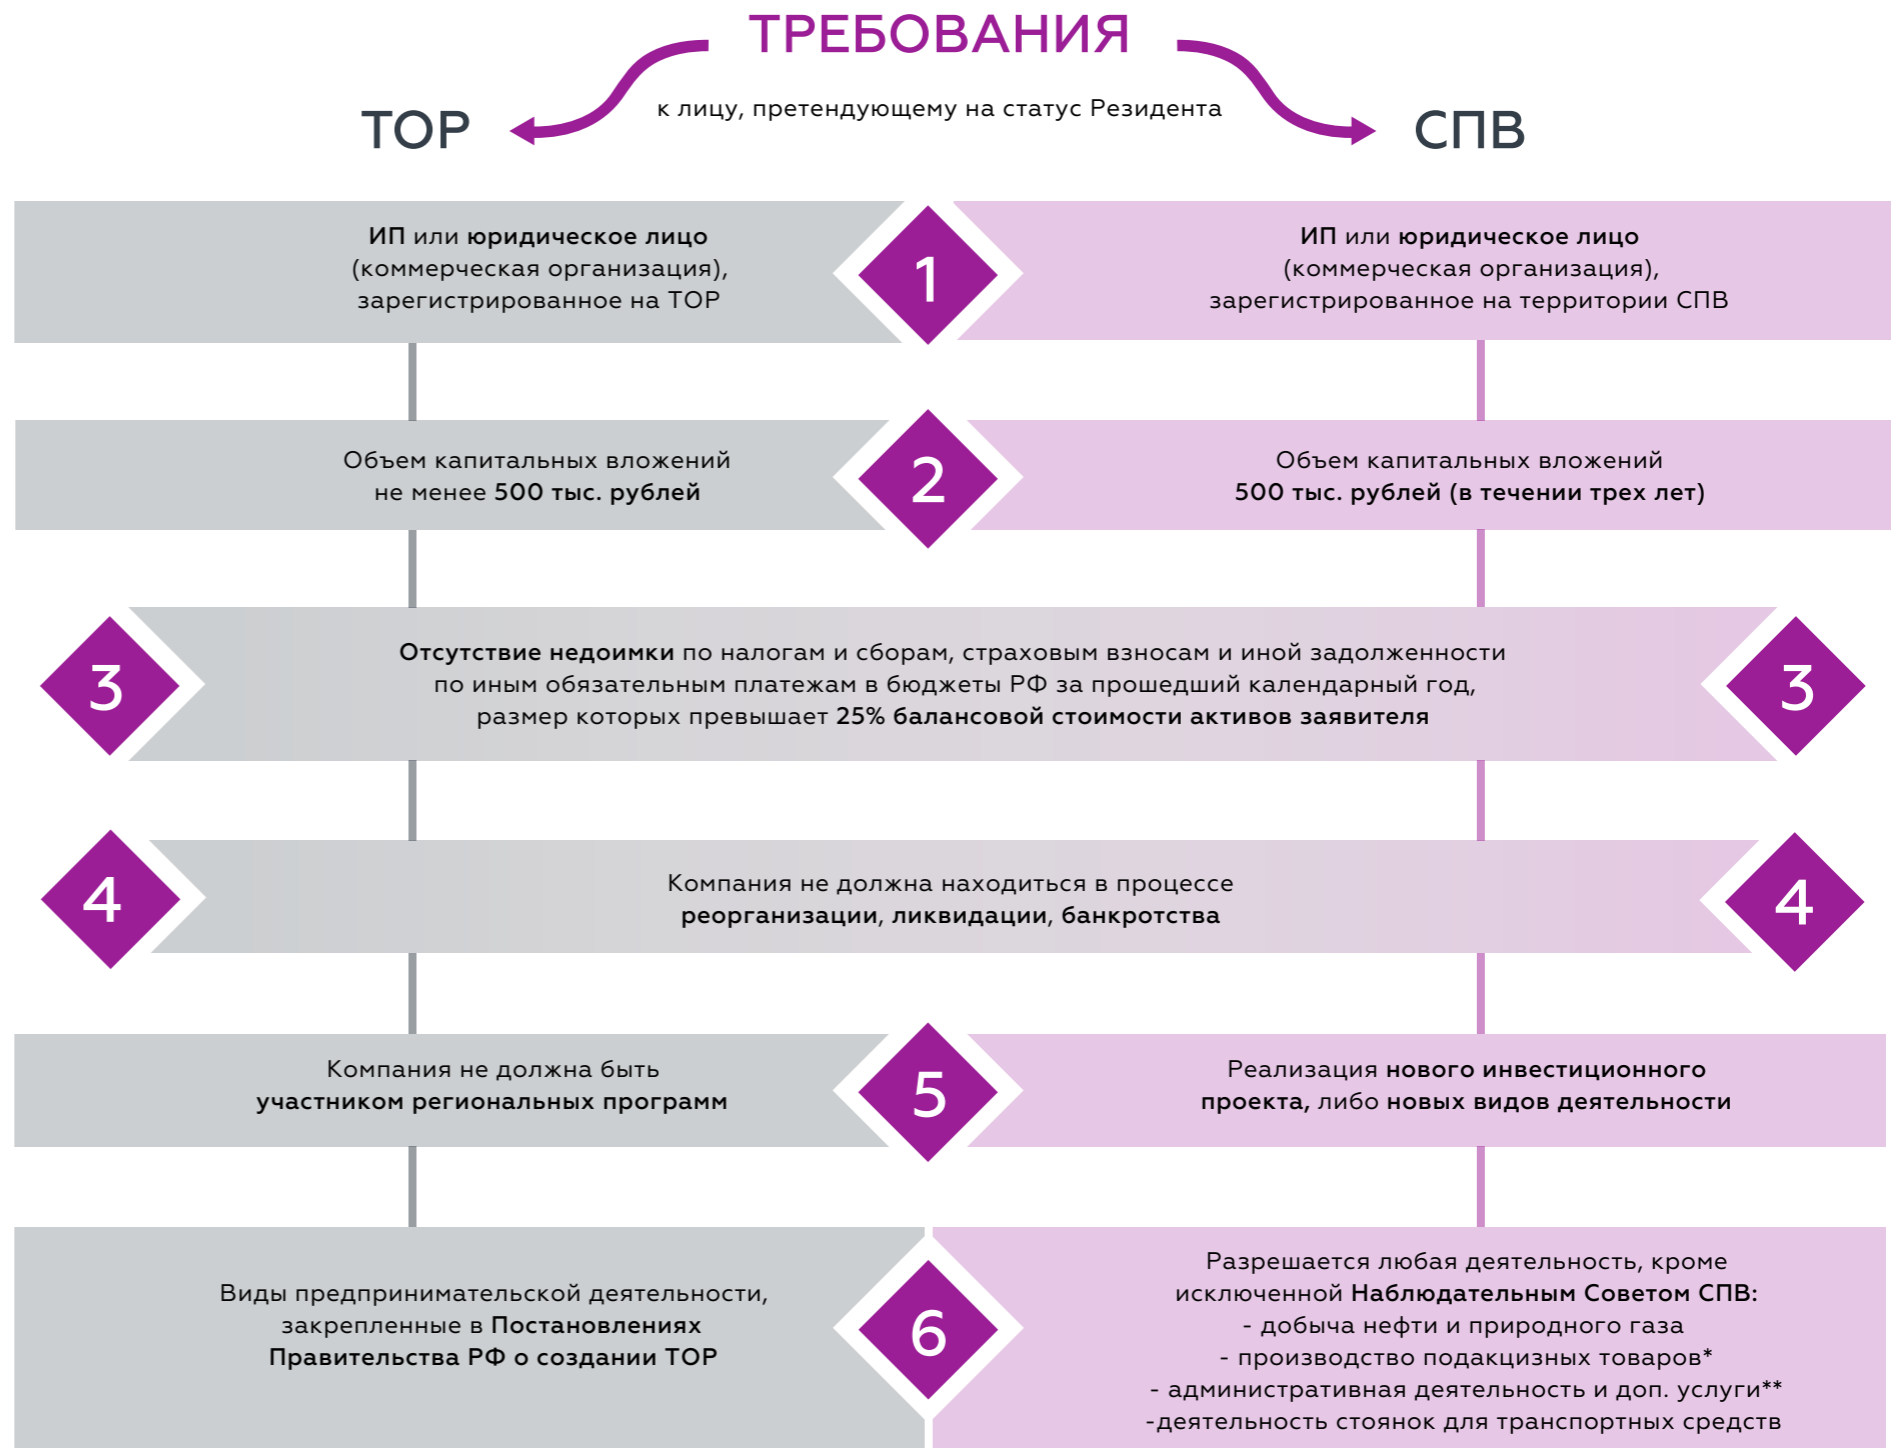 ТРЕБОВАНИЯ
к лицу, претендующему на статус Резидента
ТОР
СПВ
ИП или юридическое лицо
(коммерческая организация),
зарегистрированное на ТОР
1
ИП или юридическое лицо
(коммерческая организация),
зарегистрированное на территории СПВ
Объем капитальных вложений
не менее 500 тыс. рублей
2
Объем капитальных вложений
500 тыс. рублей (в течении трех лет)
3
Отсутствие недоимки по налогам и сборам, страховым взносам и иной задолженности
по иным обязательным платежам в бюджеты РФ за прошедший календарный год,
размер которых превышает 25% балансовой стоимости активов заявителя
3
4
Компания не должна находиться в процессе
реорганизации, ликвидации, банкротства
4
Компания не должна быть
участником региональных программ
5
Реализация нового инвестиционного
проекта, либо новых видов деятельности
Виды предпринимательской деятельности,
закрепленные в Постановлениях
Правительства РФ о создании ТОР
6
Разрешается любая деятельность, кроме
исключенной Наблюдательным Советом СПВ:
- добыча нефти и природного газа
- производство подакцизных товаров*
- административная деятельность и доп. услуги**
-деятельность стоянок для транспортных средств